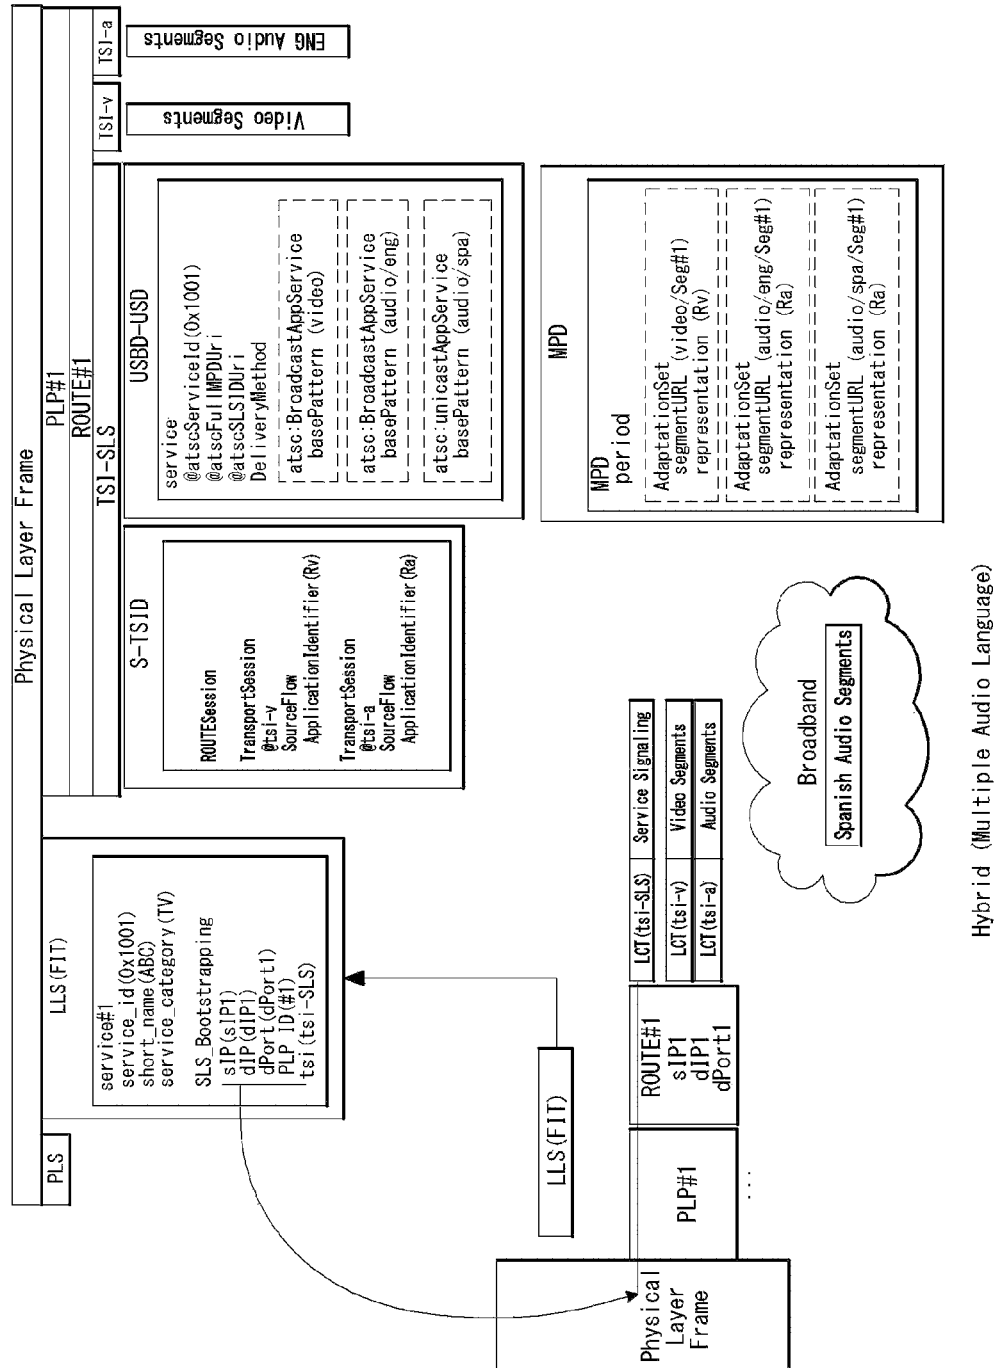 Physical Layer Frame
PLS
LLS(FIT)
service#1
service_id(0x1001)
short_name(ABC)
service_category(TV)
SLS_Bootstrapping
sIP(sIP1)
dIP(dIP1)
dPort(dPort1)
PLP ID(#1)
tsi(tsi-SLS)
PLP#1
ROUTE#1
TSI-SLS
TSI-v
TSI-a
S-TSID
ROUTESession
TransportSession
@tsi-v
SourceFlow
ApplicationIdentifier(Rv)
TransportSession
@tsi-a
SourceFlow
ApplicationIdentifier(Ra)
USBD-USD
service
@atscServiceId(0x1001)
@atscFullMPDUri
@atscSLSIDUri
DeliveryMethod
atsc:BroadcastAppService
basePattern (video)
atsc:BroadcastAppService
basePattern (audio/eng)
atsc:unicastAppService
basePattern (audio/spa)
Video Segments
ENG Audio Segments
MPD
MPD
period
AdaptationSet
segmentURL (video/Seg#1)
representation (Rv)
AdaptationSet
segmentURL (audio/eng/Seg#1)
representation (Ra)
AdaptationSet
segmentURL (audio/spa/Seg#1)
representation (Ra)
LLS(FIT)
Physical
Layer
Frame
PLP#1
...
ROUTE#1
sIP1
dIP1
dPort1
LCT(tsi-SLS)
Service Signaling
LCT(tsi-v)
Video Segments
LCT(tsi-a)
Audio Segments
Broadband
Spanish Audio Segments
Hybrid (Multiple Audio Language)